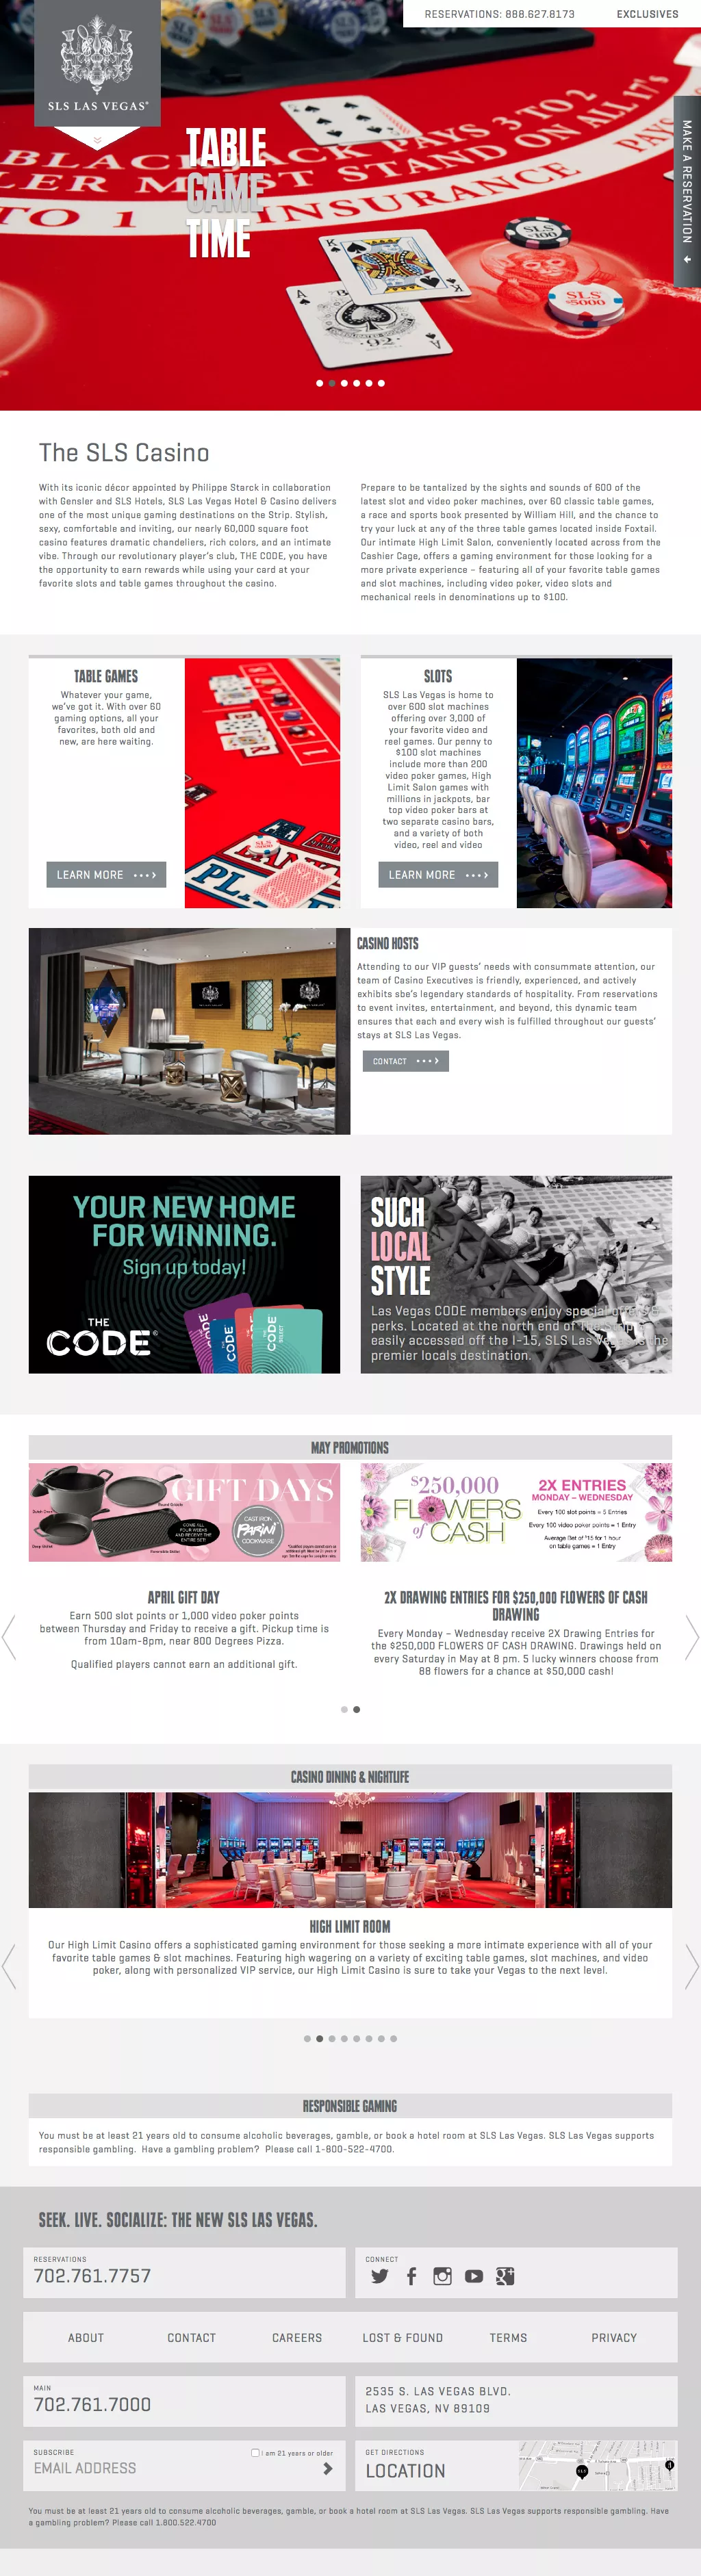 RESERVATIONS: 888.627.8173
EXCLUSIVES
SLS LAS VEGAS
MAKE A RESERVATION
TABLE
GAME
TIME
INSURANCE
TO 1
The SLS Casino
With its iconic décor appointed by Philippe Starck in collaboration
with Gensler and SLS Hotels, SLS Las Vegas Hotel & Casino delivers
one of the most unique gaming destinations on the Strip. Stylish,
sexy, comfortable and inviting, our nearly 60,000 square foot
casino features dramatic chandeliers, rich colors, and an intimate
vibe. Through our revolutionary player's club, THE CODE, you have
the opportunity to earn rewards while using your card at your
favorite slots and table games throughout the casino.
Prepare to be tantalized by the sights and sounds of 600 of the
latest slot and video poker machines, over 60 classic table games,
a race and sports book presented by William Hill, and the chance to
try your luck at any of the three table games located inside Foxtail.
Our intimate High Limit Salon, conveniently located across from the
Cashier Cage, offers a gaming environment for those looking for a
more private experience – featuring all of your favorite table games
and slot machines, including video poker, video slots and
mechanical reels in denominations up to $100.
TABLE GAMES
Whatever your game,
we've got it. With over 60
gaming options, all your
favorites, both old and
new, are here waiting.
LEARN MORE
SLOTS
SLS Las Vegas is home to
over 600 slot machines
offering over 3,000 of
your favorite video and
reel games. Our penny to
$100 slot machines
include more than 200
video poker games, High
Limit Salon games with
millions in jackpots, bar
top video poker bars at
two separate casino bars,
and a variety of both
video, reel and video
LEARN MORE
CASINO HOSTS
Attending to our VIP guests' needs with consummate attention, our
team of Casino Executives is friendly, experienced, and actively
exhibits sbe's legendary standards of hospitality. From reservations
to event invites, entertainment, and beyond, this dynamic team
ensures that each and every wish is fulfilled throughout our guests'
stays at SLS Las Vegas.
CONTACT
YOUR NEW HOME
FOR WINNING.
Sign up today!
THE
CODE
SUCH
LOCAL
STYLE
Las Vegas CODE members enjoy special offers &
perks. Located at the north end of The Strip
easily accessed off the I-15, SLS Las Vegas is the
premier locals destination.
MAY PROMOTIONS
GIFT DAYS
CAST IRON
PARINI
COOKWARE
$250,000
FLOWERS
of CASH
2X ENTRIES
MONDAY – WEDNESDAY
Every 100 slot points = 5 Entries
Every 100 video poker points = 1 Entry
Average Bet of $15 for 1 hour
on table games = 1 Entry
APRIL GIFT DAY
Earn 500 slot points or 1,000 video poker points
between Thursday and Friday to receive a gift. Pickup time is
from 10am-8pm, near 800 Degrees Pizza.
Qualified players cannot earn an additional gift.
2X DRAWING ENTRIES FOR $250,000 FLOWERS OF CASH
DRAWING
Every Monday – Wednesday receive 2X Drawing Entries for
the $250,000 FLOWERS OF CASH DRAWING. Drawings held on
every Saturday in May at 8 pm. 5 lucky winners choose from
88 flowers for a chance at $50,000 cash!
CASINO DINING & NIGHTLIFE
HIGH LIMIT ROOM
Our High Limit Casino offers a sophisticated gaming environment for those seeking a more intimate experience with all of your
favorite table games & slot machines. Featuring high wagering on a variety of exciting table games, slot machines, and video
poker, along with personalized VIP service, our High Limit Casino is sure to take your Vegas to the next level.
RESPONSIBLE GAMING
You must be at least 21 years old to consume alcoholic beverages, gamble, or book a hotel room at SLS Las Vegas. SLS Las Vegas supports
responsible gambling. Have a gambling problem? Please call 1-800-522-4700.
SEEK. LIVE. SOCIALIZE: THE NEW SLS LAS VEGAS.
RESERVATIONS
702.761.7757
CONNECT
ABOUT
CONTACT
CAREERS
LOST & FOUND
TERMS
PRIVACY
MAIN
702.761.7000
2535 S. LAS VEGAS BLVD.
LAS VEGAS, NV 89109
SUBSCRIBE
I am 21 years or older
EMAIL ADDRESS
GET DIRECTIONS
LOCATION
You must be at least 21 years old to consume alcoholic beverages, gamble, or book a hotel room at SLS Las Vegas. SLS Las Vegas supports responsible gambling. Have
a gambling problem? Please call 1.800.522.4700